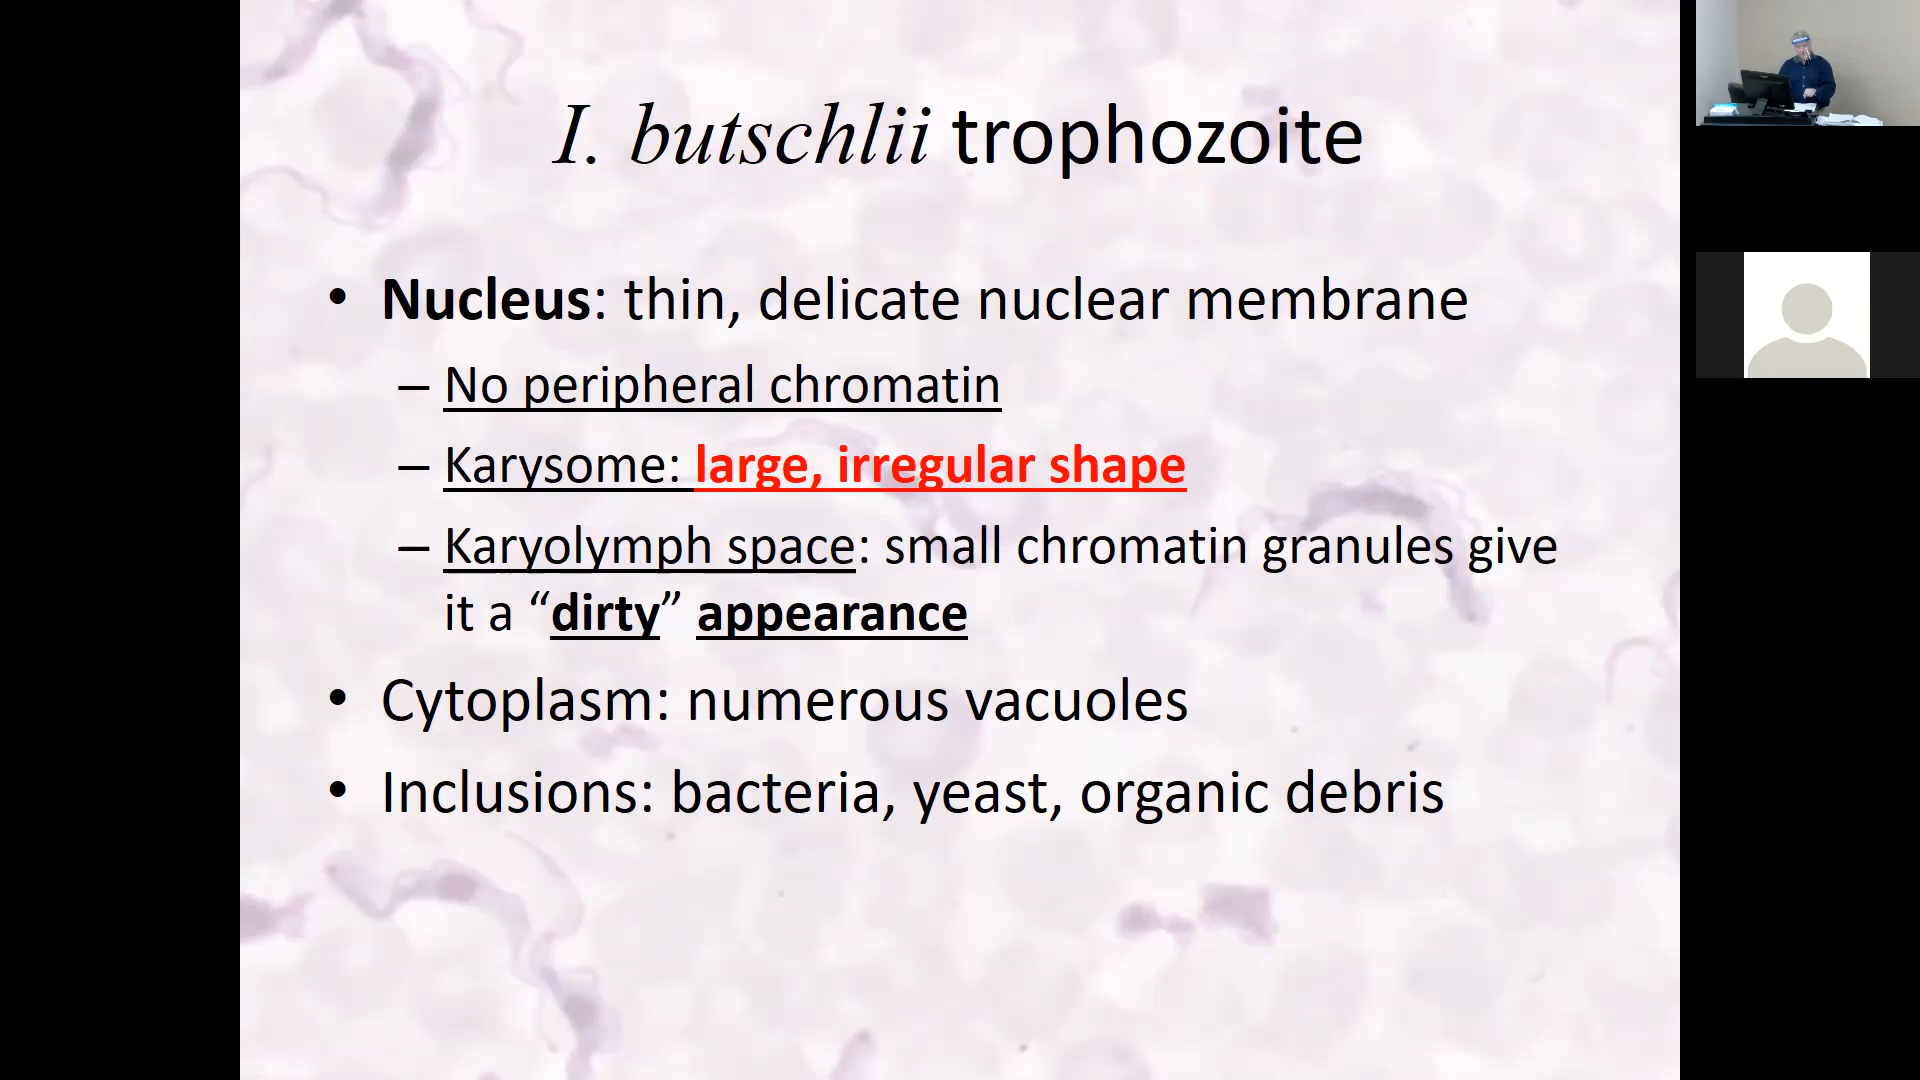 I. butschlii trophozoite
• Nucleus: thin, delicate nuclear membrane
– No peripheral chromatin
– Karysome: large, irregular shape
– Karyolymph space: small chromatin granules give
it a “dirty” appearance
• Cytoplasm: numerous vacuoles
• Inclusions: bacteria, yeast, organic debris